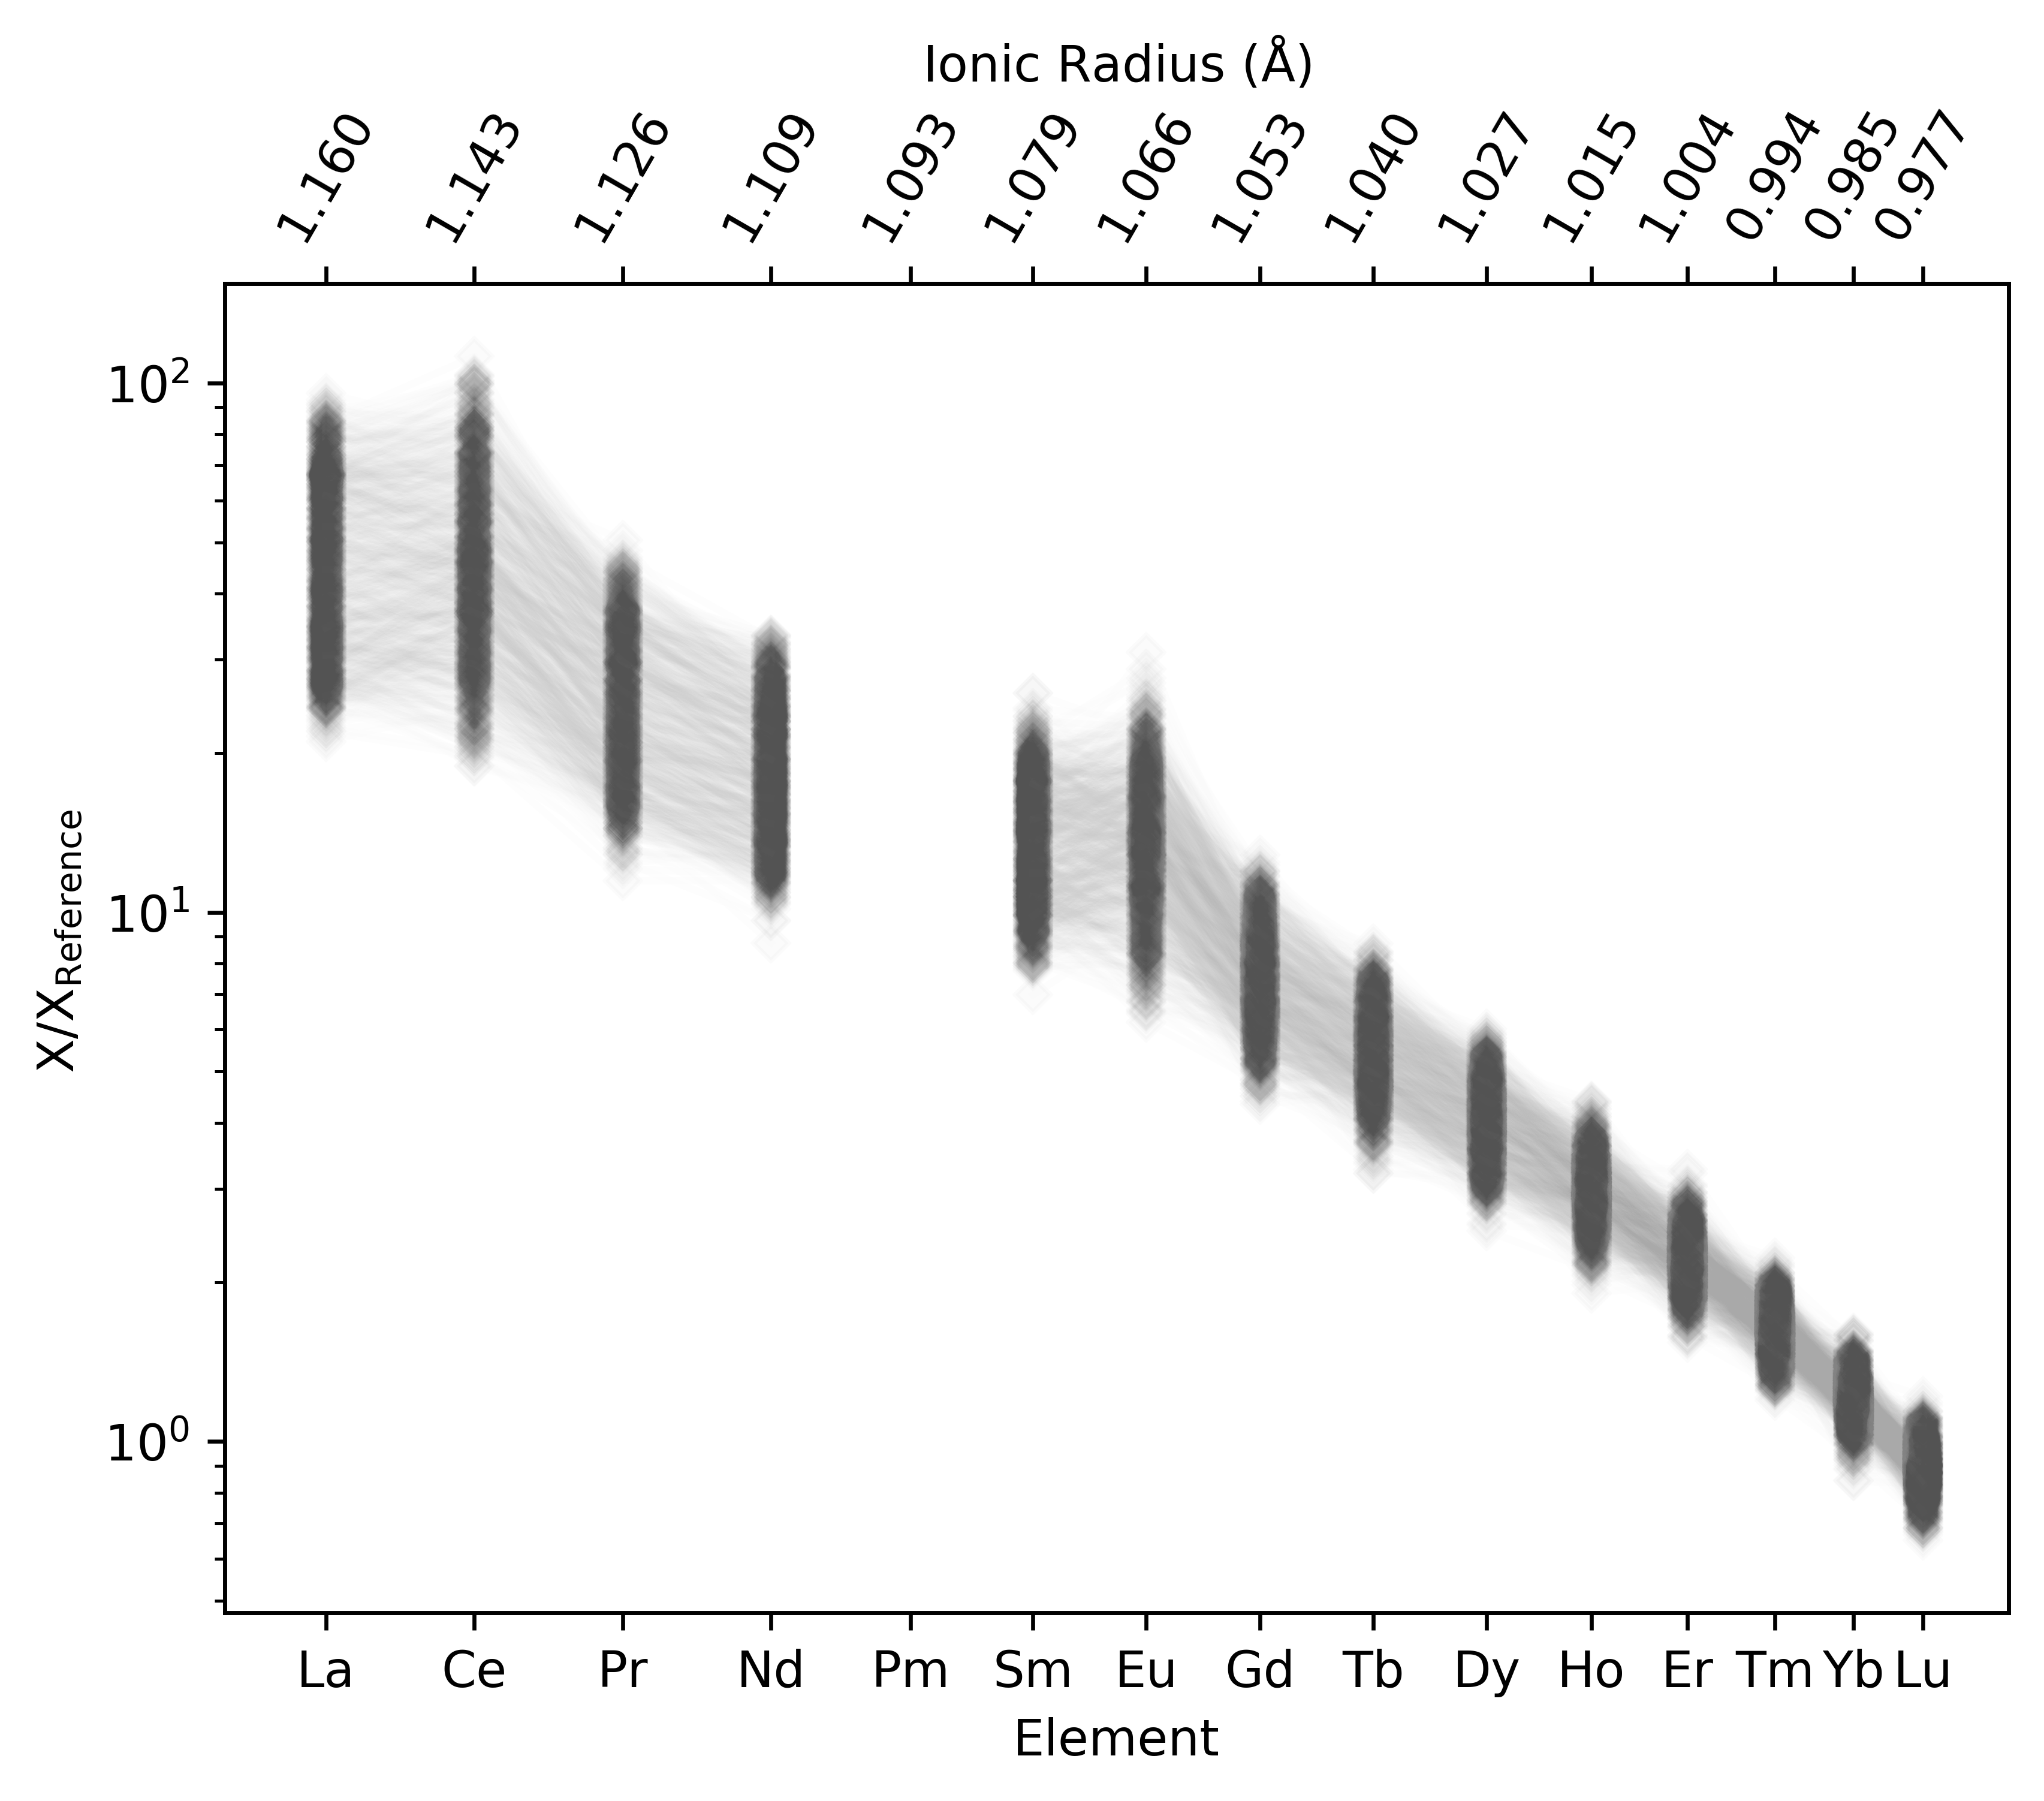 Ionic Radius (Å)
1.160 1.143 1.126 1.109 1.093 1.079 1.066 1.053 1.040 1.027 1.015 1.004 0.994 0.985 0.977
10²
10¹
10⁰
X/X_Reference
La Ce Pr Nd Pm Sm Eu Gd Tb Dy Ho Er Tm Yb Lu
Element